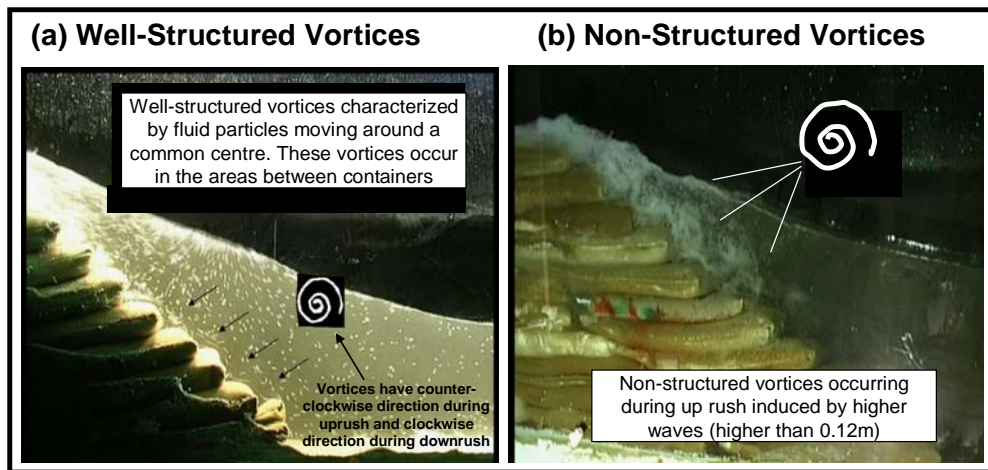 (a) Well-Structured Vortices
Well-structured vortices characterized
by fluid particles moving around a
common centre. These vortices occur
in the areas between containers
Vortices have counter-
clockwise direction during
uprush and clockwise
direction during downrush
(b) Non-Structured Vortices
Non-structured vortices occurring
during up rush induced by higher
waves (higher than 0.12m)